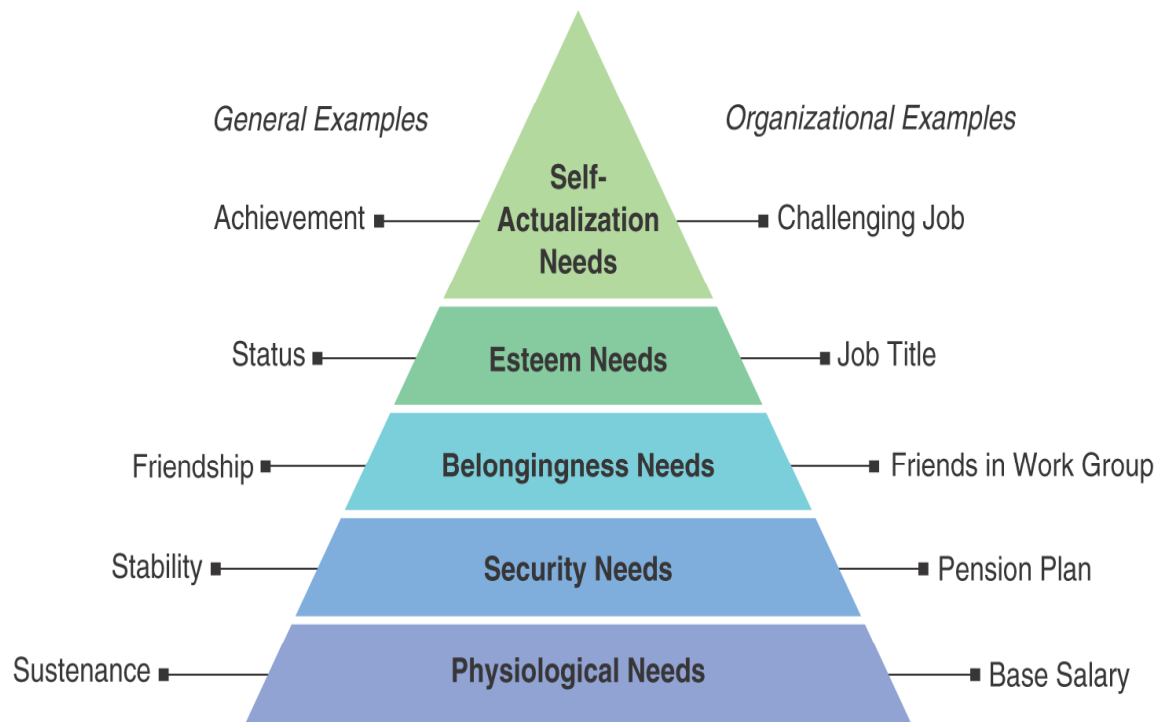 General Examples
Organizational Examples
Self-
Actualization
Needs
Achievement
Challenging Job
Status
Esteem Needs
Job Title
Friendship
Belongingness Needs
Friends in Work Group
Stability
Security Needs
Pension Plan
Sustenance
Physiological Needs
Base Salary